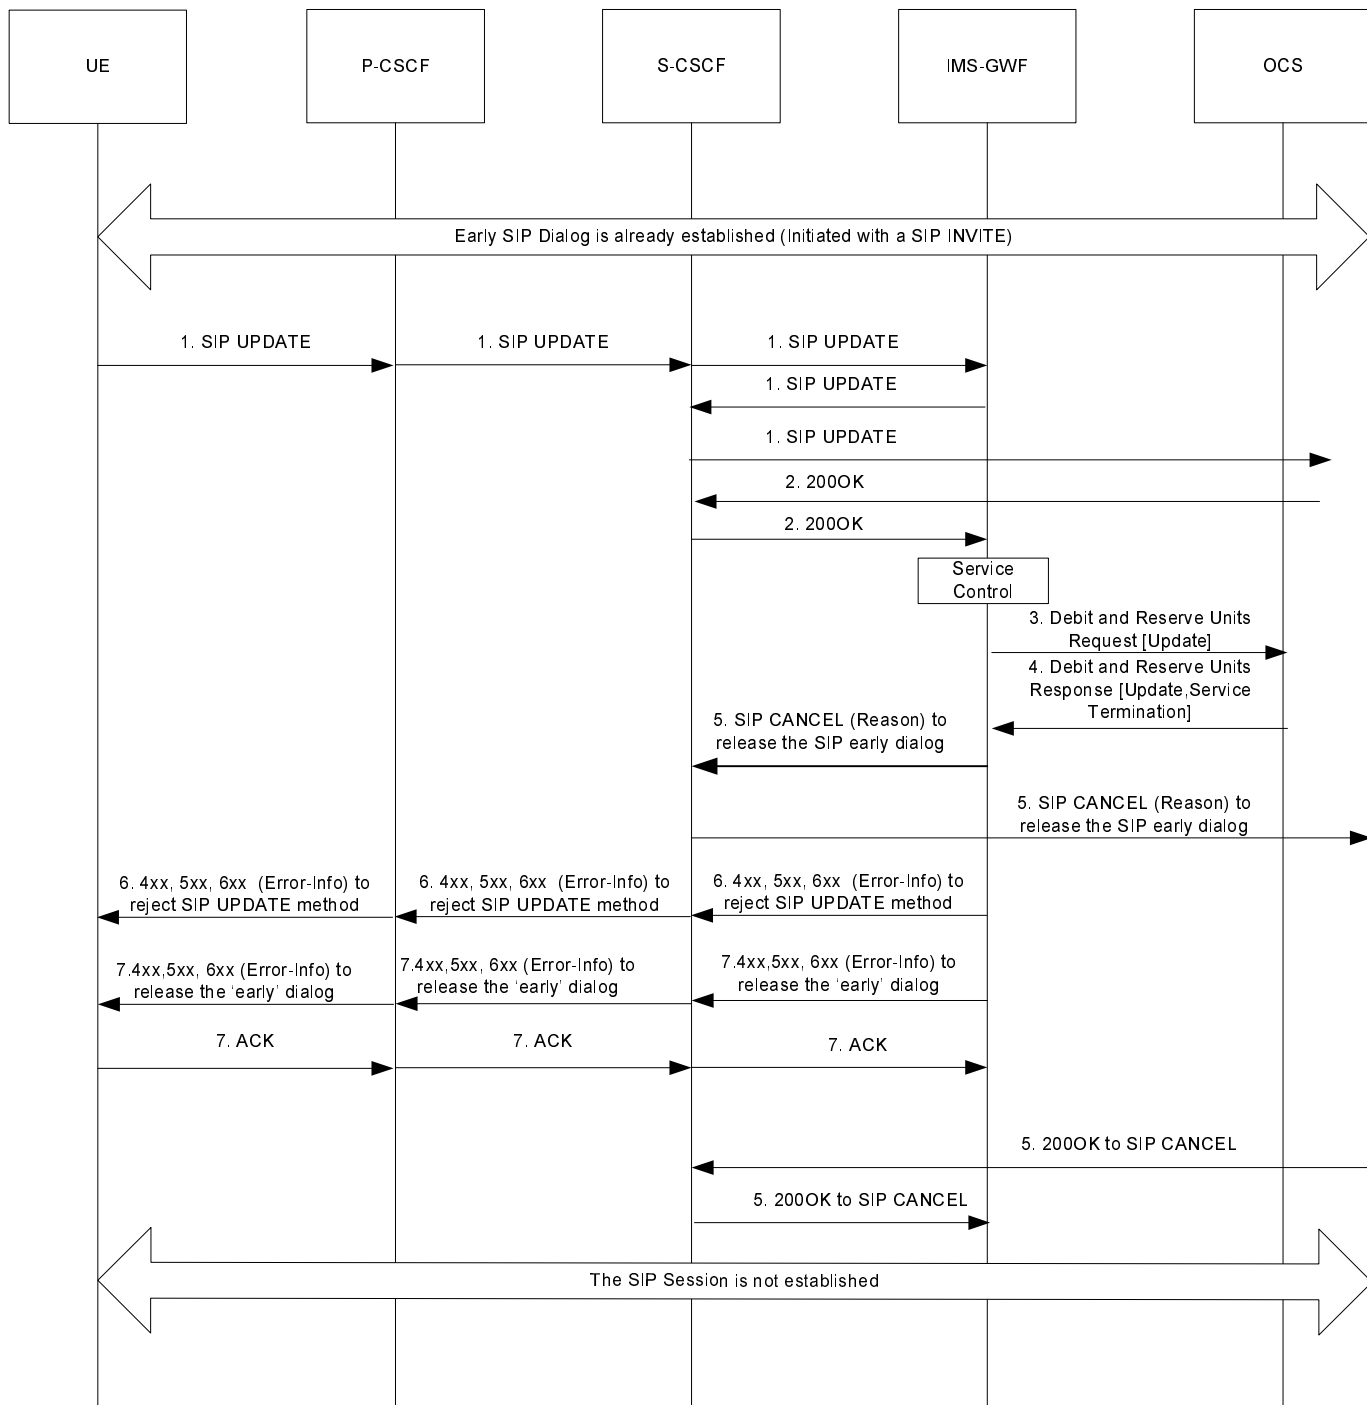 UE
P-CSCF
S-CSCF
IMS-GWF
OCS
Early SIP Dialog is already established (Initiated with a SIP INVITE)
1. SIP UPDATE
1. SIP UPDATE
1. SIP UPDATE
1. SIP UPDATE
1. SIP UPDATE
2. 200OK
2. 200OK
Service
Control
3. Debit and Reserve Units
Request [Update]
4. Debit and Reserve Units
Response [Update,Service
Termination]
5. SIP CANCEL (Reason) to
release the SIP early dialog
5. SIP CANCEL (Reason) to
release the SIP early dialog
6. 4xx, 5xx, 6xx (Error-Info) to
reject SIP UPDATE method
6. 4xx, 5xx, 6xx (Error-Info) to
reject SIP UPDATE method
6. 4xx, 5xx, 6xx (Error-Info) to
reject SIP UPDATE method
7.4xx,5xx, 6xx (Error-Info) to
release the ‘early’ dialog
7.4xx,5xx, 6xx (Error-Info) to
release the ‘early’ dialog
7.4xx,5xx, 6xx (Error-Info) to
release the ‘early’ dialog
7. ACK
7. ACK
7. ACK
5. 200OK to SIP CANCEL
5. 200OK to SIP CANCEL
The SIP Session is not established